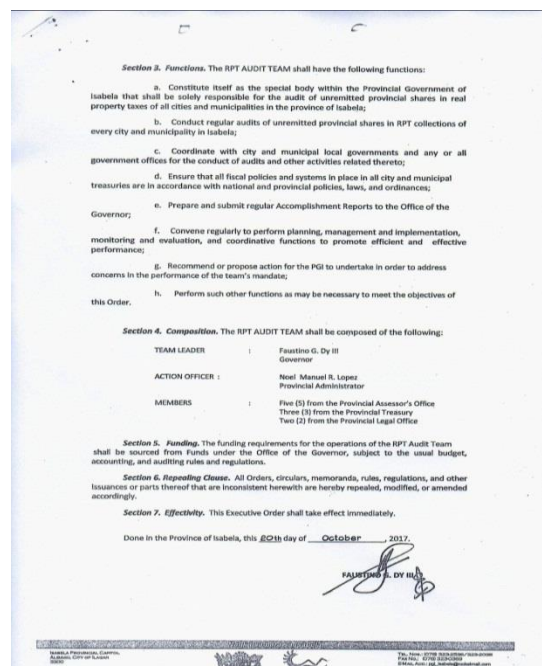 Section 3. Functions. The RPT AUDIT TEAM shall have the following functions:
a. Constitute itself as the special body within the Provincial Government of
Isabela that shall be solely responsible for the audit of unremitted provincial shares in real
property taxes of all cities and municipalities in the province of Isabela;
b. Conduct regular audits of unremitted provincial shares in RPT collections of
every city and municipality in Isabela;
c. Coordinate with city and municipal local governments and any or all
government offices for the conduct of audits and other activities related thereto;
d. Ensure that all fiscal policies and systems in place in all city and municipal
treasuries are in accordance with national and provincial policies, laws, and ordinances;
e. Prepare and submit regular Accomplishment Reports to the Office of the
Governor;
f. Convene regularly to perform planning, management and implementation,
monitoring and evaluation, and coordinative functions to promote efficient and effective
performance;
g. Recommend or propose action for the PGI to undertake in order to address
concerns in the performance of the team's mandate;
h. Perform such other functions as may be necessary to meet the objectives of
this Order.
Section 4. Composition. The RPT AUDIT TEAM shall be composed of the following:
TEAM LEADER : Faustino G. Dy III
Governor
ACTION OFFICER : Noel Manuel R. Lopez
Provincial Administrator
MEMBERS : Five (5) from the Provincial Assessor's Office
Three (3) from the Provincial Treasury
Two (2) from the Provincial Legal Office
Section 5. Funding. The funding requirements for the operations of the RPT Audit Team
shall be sourced from Funds under the Office of the Governor, subject to the usual budget,
accounting, and auditing rules and regulations.
Section 6. Repealing Clause. All Orders, circulars, memoranda, rules, regulations, and other
Issuances or parts thereof that are inconsistent herewith are hereby repealed, modified, or amended
accordingly.
Section 7. Effectivity. This Executive Order shall take effect immediately.
Done in the Province of Isabela, this 20th day of October, 2017.
FAUSTINO G. DY III
ISABELA PROVINCIAL CAPITOL
ALIBAGU, CITY OF ILAGAN